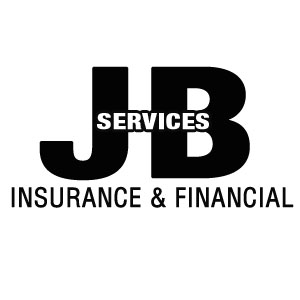 JB
SERVICES
INSURANCE & FINANCIAL